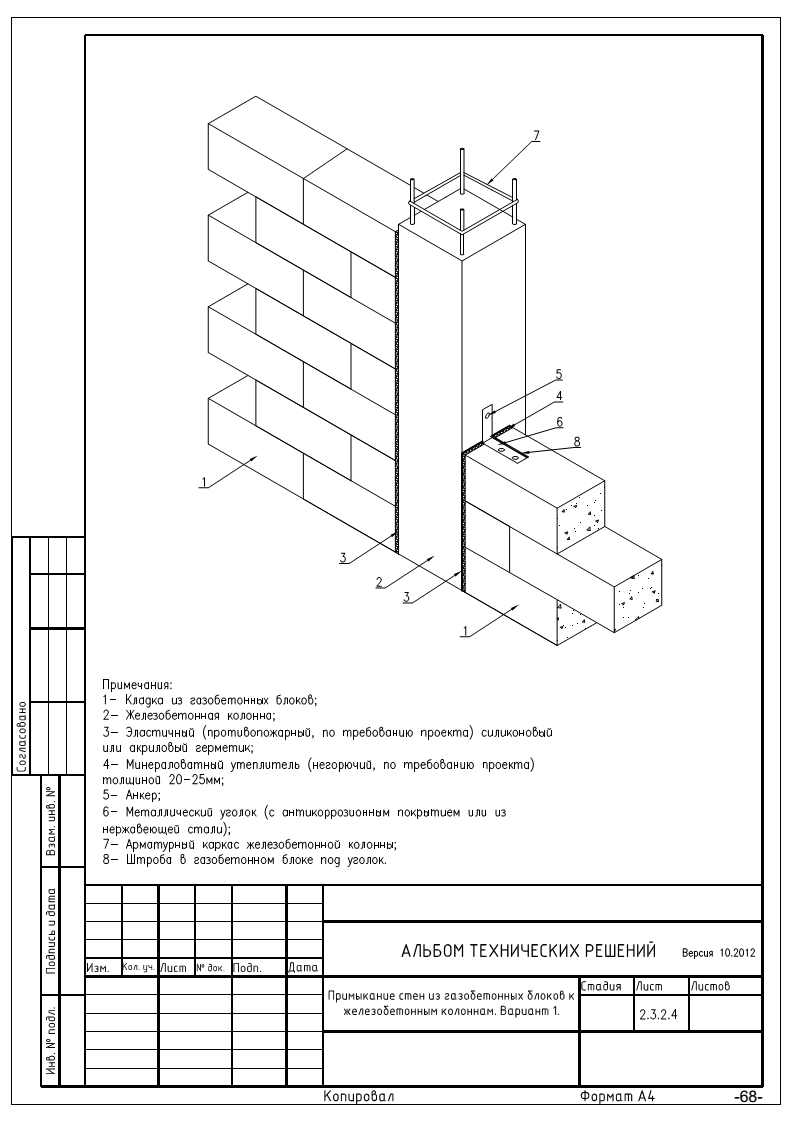 7
5
4
6
8
1
3
2
3
1
Примечания:
1– Кладка из газобетонных блоков;
2– Железобетонная колонна;
3– Эластичный (противопожарный, по требованию проекта) силиконовый
или акриловый герметик;
4– Минераловатный утеплитель (негорючий, по требованию проекта)
толщиной 20–25мм;
5– Анкер;
6– Металлический уголок (с антикоррозионным покрытием или из
нержавеющей стали);
7– Арматурный каркас железобетонной колонны;
8– Штроба в газобетонном блоке под уголок.
Согласовано
Взам. инв. №
Подпись и дата
Инв. № подл.
АЛЬБОМ ТЕХНИЧЕСКИХ РЕШЕНИЙ Версия 10.2012
Изм. Кол. уч. Лист № док. Подп. Дата
Примыкание стен из газобетонных блоков к
железобетонным колоннам. Вариант 1.
Стадия Лист Листов
2.3.2.4
Копировал Формат А4 -68-